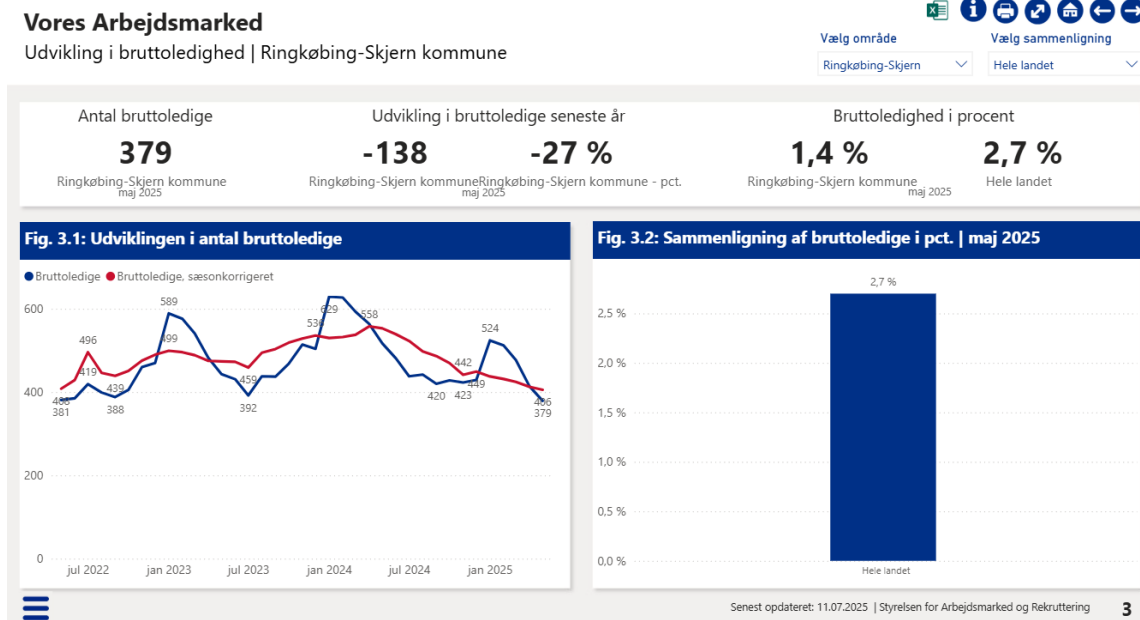 Vores Arbejdsmarked
Udvikling i bruttoledighed | Ringkøbing-Skjern kommune
Vælg område
Vælg sammenligning
Ringkøbing-Skjern
Hele landet
Antal bruttoledige
379
Ringkøbing-Skjern kommune
maj 2025
Udvikling i bruttoledige seneste år
-138
-27 %
Ringkøbing-Skjern kommune
Ringkøbing-Skjern kommune - pct.
maj 2025
Bruttoledighed i procent
1,4 %
2,7 %
Ringkøbing-Skjern kommune
Hele landet
maj 2025
Fig. 3.1: Udviklingen i antal bruttoledige
Bruttoledige
Bruttoledige, sæsonkorrigeret
600
400
200
0
589
496
419
499
439
388
381
459
392
629
558
442
449
420
423
524
379
jul 2022
jan 2023
jul 2023
jan 2024
jul 2024
jan 2025
Fig. 3.2: Sammenligning af bruttoledige i pct. | maj 2025
2,7 %
2,5 %
2,0 %
1,5 %
1,0 %
0,5 %
0,0 %
Hele landet
Senest opdateret: 11.07.2025 | Styrelsen for Arbejdsmarked og Rekruttering
3